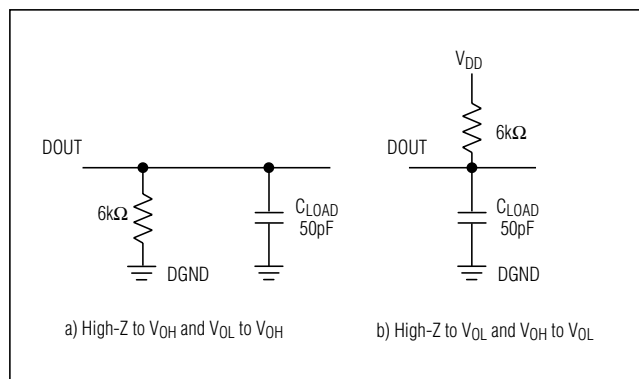 DOUT
6kΩ
DGND
C_LOAD
50pF
a) High-Z to V_OH and V_OL to V_OH
V_DD
6kΩ
DOUT
C_LOAD
50pF
DGND
b) High-Z to V_OL and V_OH to V_OL